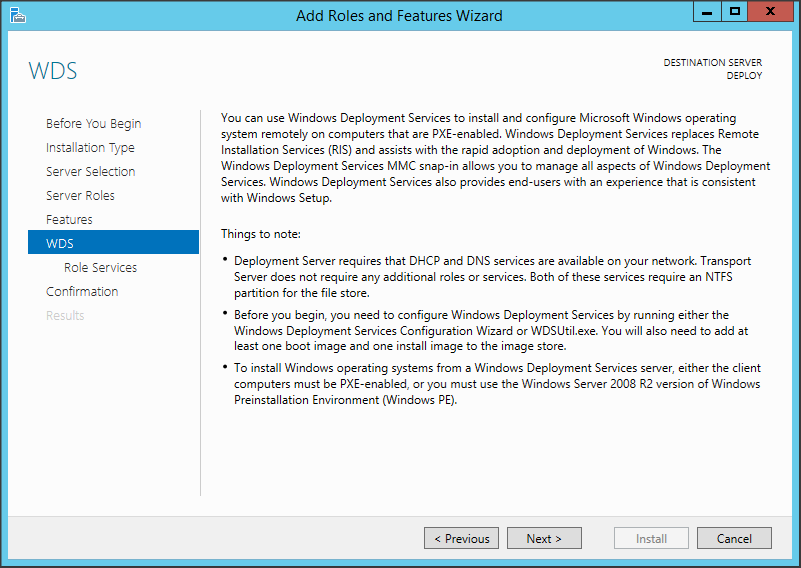 Add Roles and Features Wizard
WDS
DESTINATION SERVER
DEPLOY
Before You Begin
Installation Type
Server Selection
Server Roles
Features
WDS
Role Services
Confirmation
Results
You can use Windows Deployment Services to install and configure Microsoft Windows operating
system remotely on computers that are PXE-enabled. Windows Deployment Services replaces Remote
Installation Services (RIS) and assists with the rapid adoption and deployment of Windows. The
Windows Deployment Services MMC snap-in allows you to manage all aspects of Windows Deployment
Services. Windows Deployment Services also provides end-users with an experience that is consistent
with Windows Setup.
Things to note:
• Deployment Server requires that DHCP and DNS services are available on your network. Transport
Server does not require any additional roles or services. Both of these services require an NTFS
partition for the file store.
• Before you begin, you need to configure Windows Deployment Services by running either the
Windows Deployment Services Configuration Wizard or WDSUtil.exe. You will also need to add at
least one boot image and one install image to the image store.
• To install Windows operating systems from a Windows Deployment Services server, either the client
computers must be PXE-enabled, or you must use the Windows Server 2008 R2 version of Windows
Preinstallation Environment (Windows PE).
< Previous
Next >
Install
Cancel